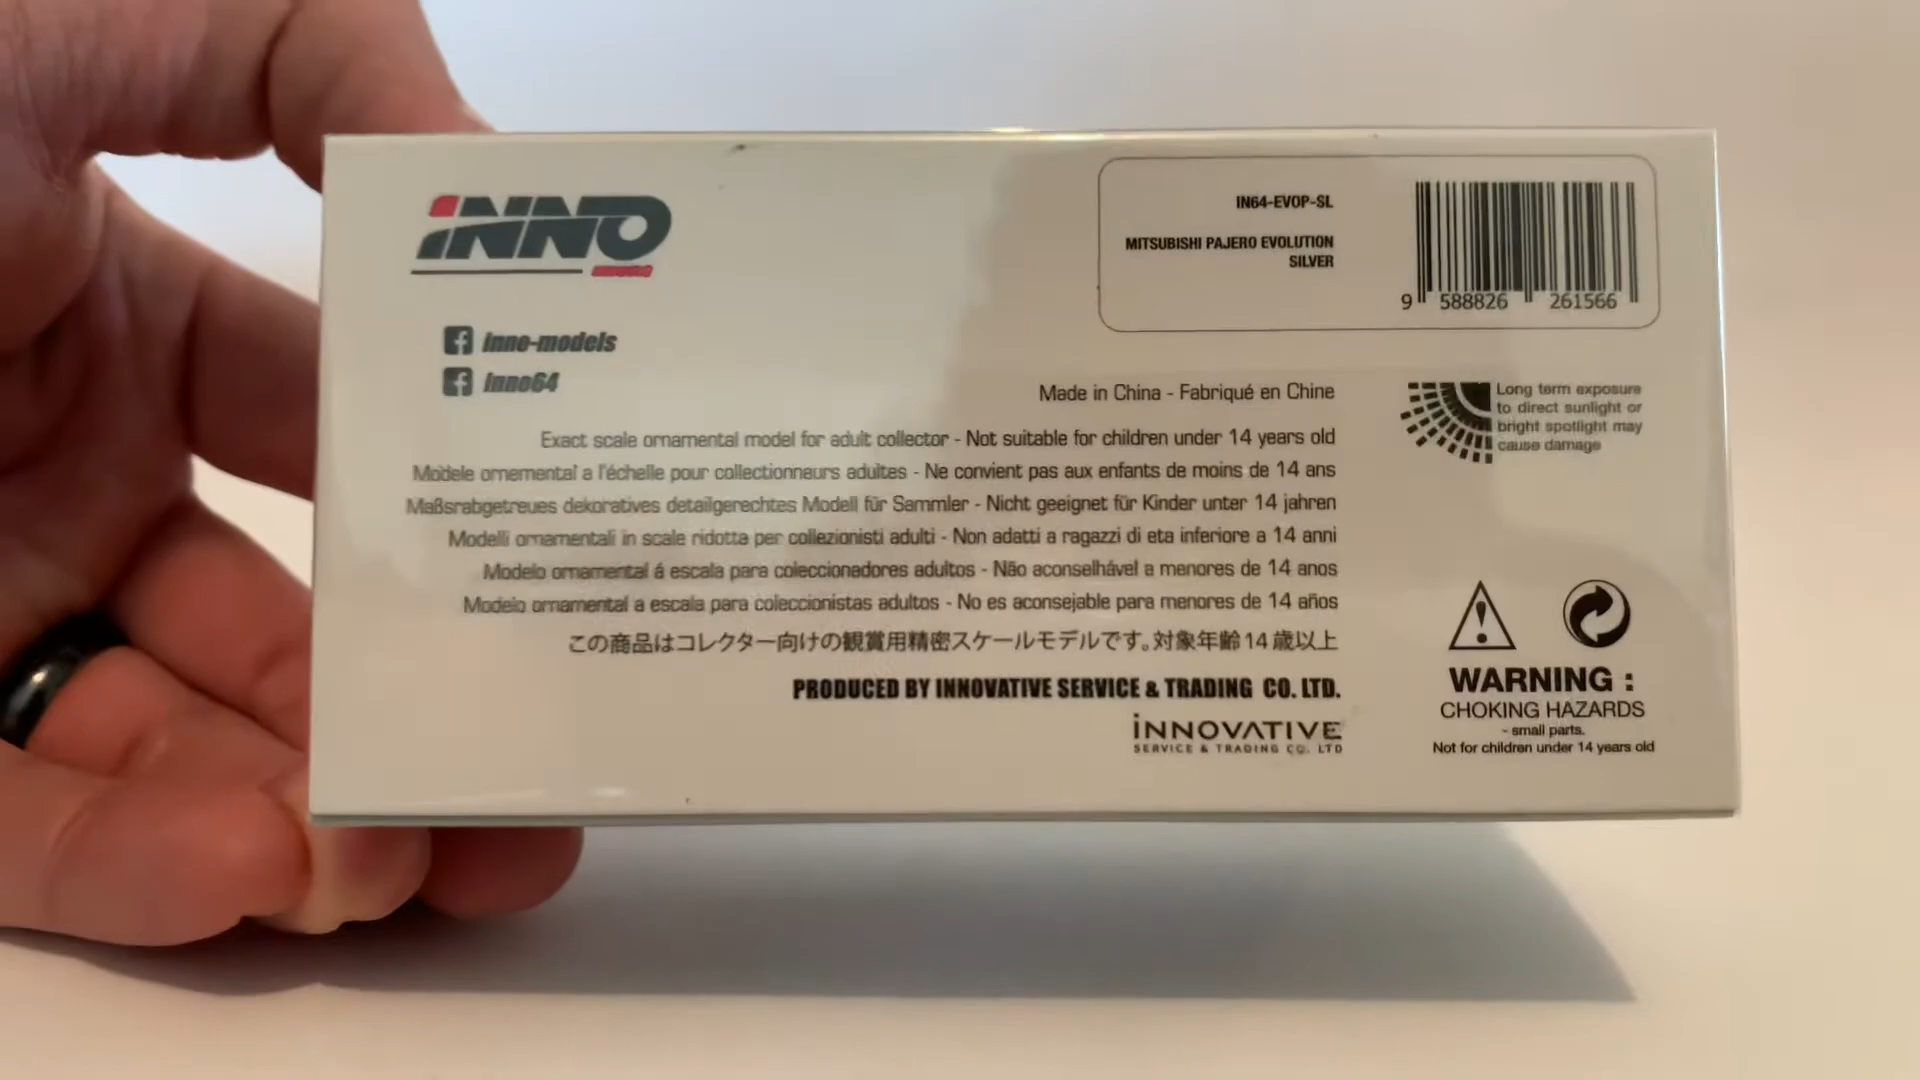 INNO
IN64-EVOP-SL
MITSUBISHI PAJERO EVOLUTION
SILVER
9 588826 261566
inno-models
inno64
Made in China - Fabriqué en Chine
Long term exposure
to direct sunlight or
bright spotlight may
cause damage
Exact scale ornamental model for adult collector - Not suitable for children under 14 years old
Modele ornemental a l'échelle pour collectionneurs adultes - Ne convient pas aux enfants de moins de 14 ans
Maßsrabgetreues dekoratives detailgerechtes Modell für Sammler - Nicht geeignet für Kinder unter 14 jahren
Modelli ornamentali in scale ridotta per collezionisti adulti - Non adatti a ragazzi di eta inferiore a 14 anni
Modelo ornamental á escala para coleccionadores adultos - Não aconselhável a menores de 14 anos
Modelo ornamental a escala para coleccionistas adultos - No es aconsejable para menores de 14 años
この商品はコレクター向けの観賞用精密スケールモデルです。対象年齢14歳以上
PRODUCED BY INNOVATIVE SERVICE & TRADING CO. LTD.
INNOVATIVE
SERVICE & TRADING CO. LTD
WARNING :
CHOKING HAZARDS
- small parts.
Not for children under 14 years old